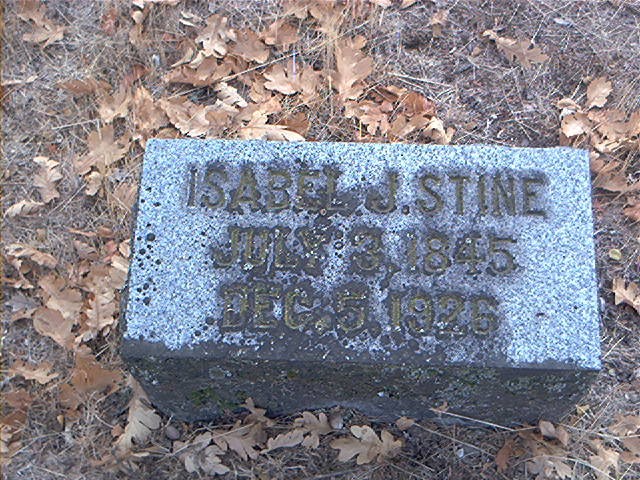 ISABEL J. STINE
JULY 3, 1845
DEC. 5, 1926